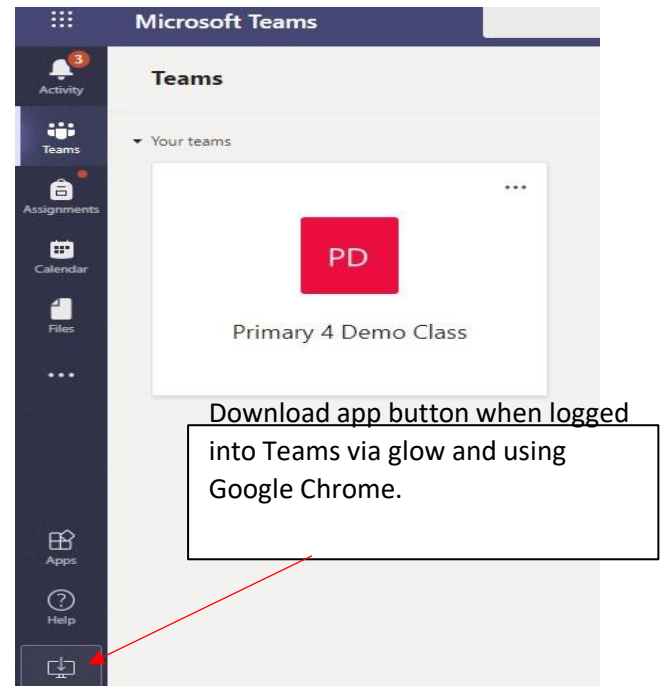 Microsoft Teams
3
Activity
Teams
Teams
Your teams
Assignments
...
PD
Calendar
Primary 4 Demo Class
Files
...
Download app button when logged
into Teams via glow and using
Google Chrome.
Apps
?
Help